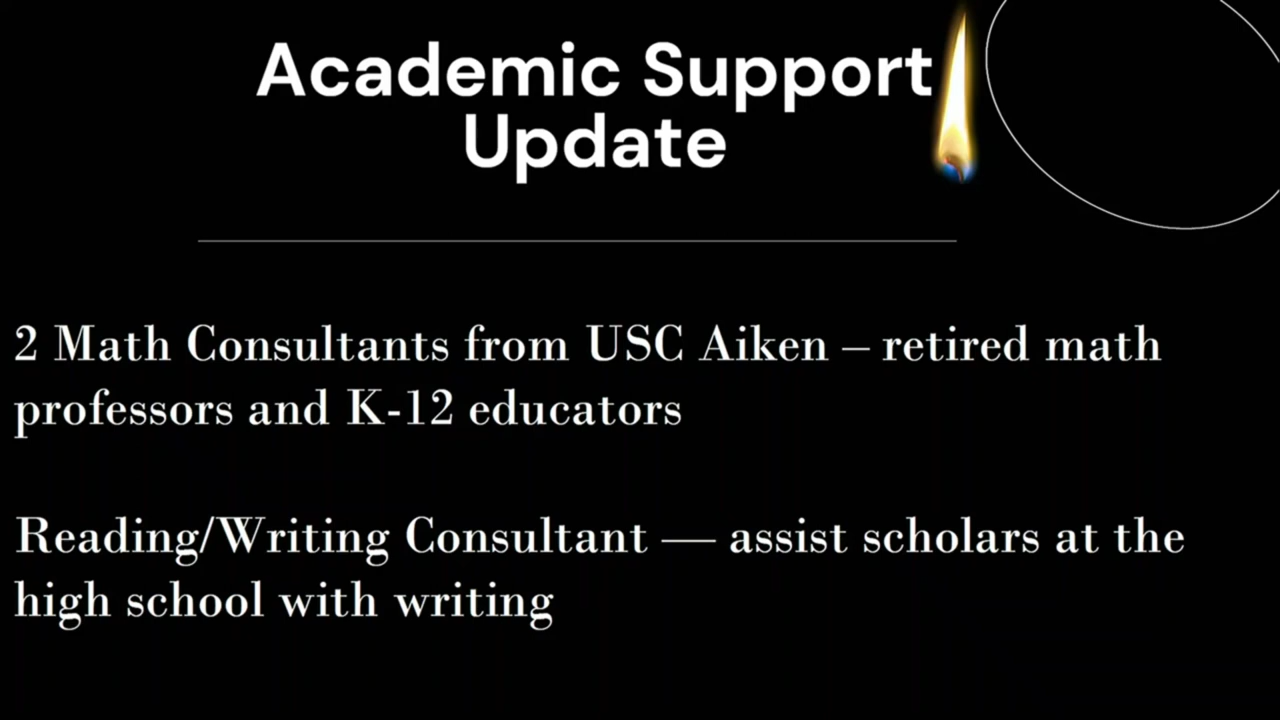 Academic Support
Update
2 Math Consultants from USC Aiken – retired math
professors and K-12 educators
Reading/Writing Consultant — assist scholars at the
high school with writing